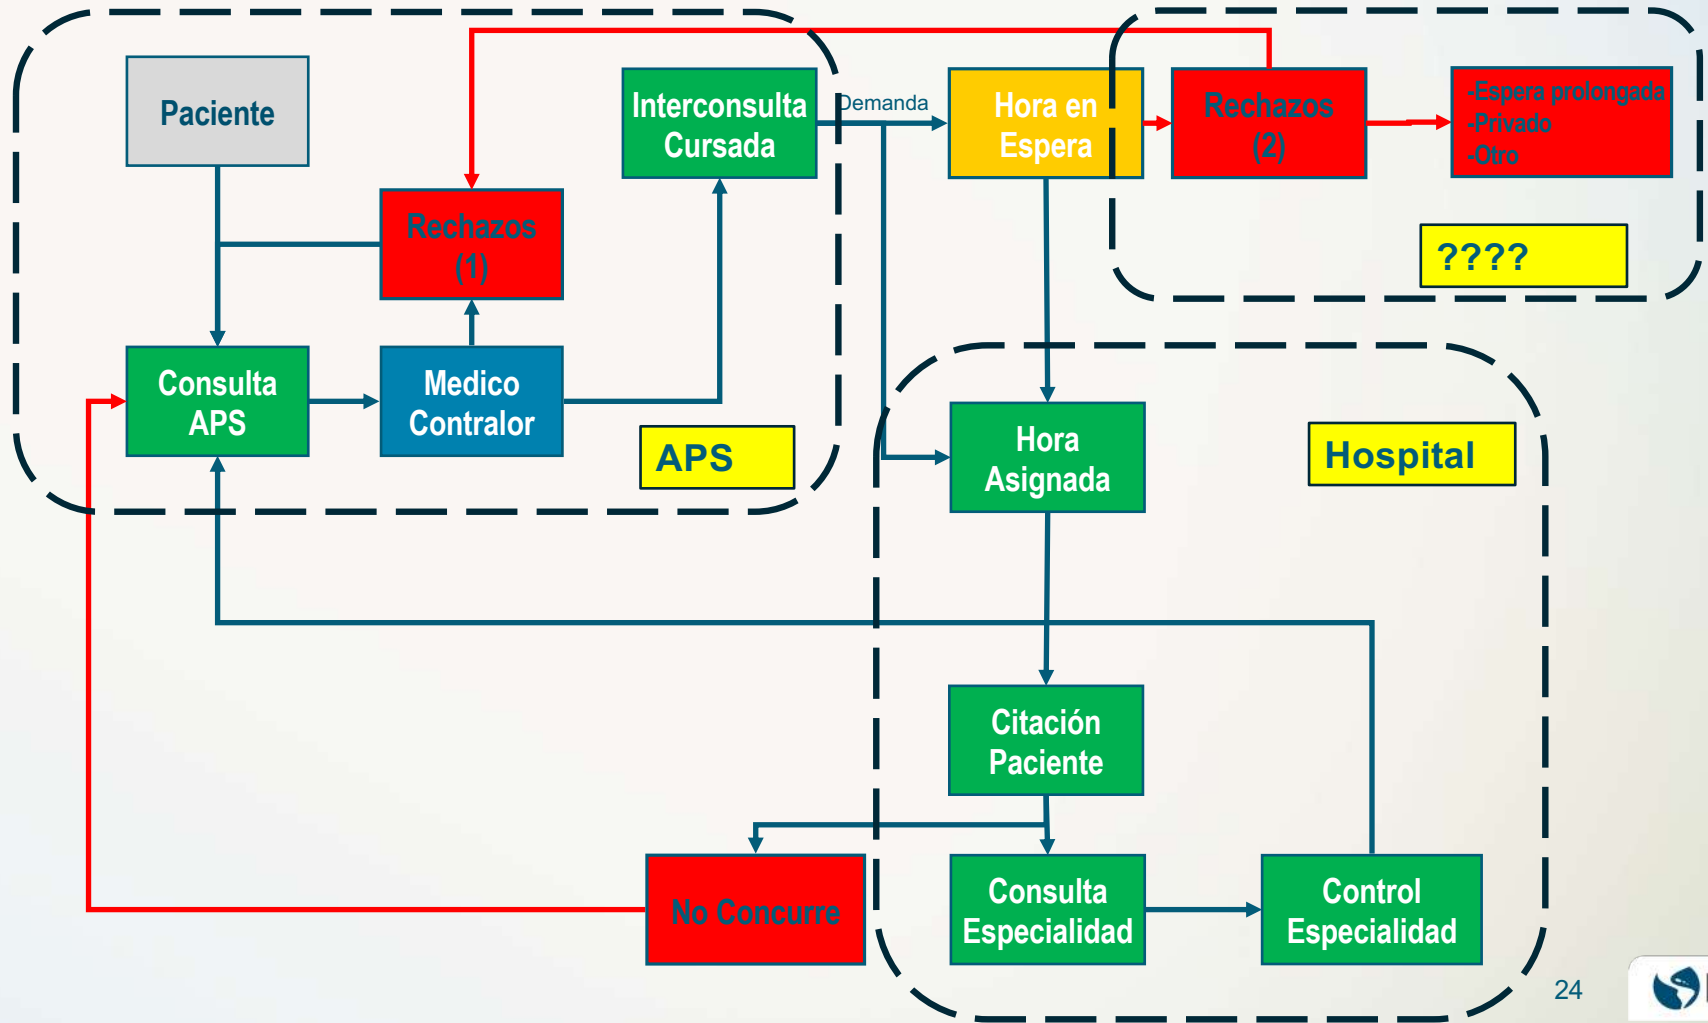 Paciente
Interconsulta
Cursada
Demanda
Hora en
Espera
Rechazos
(2)
-Espera prolongada
-Privado
-Otro
Rechazos
(1)
????
Consulta
APS
Medico
Contralor
APS
Hora
Asignada
Hospital
Citación
Paciente
No Concurre
Consulta
Especialidad
Control
Especialidad
24